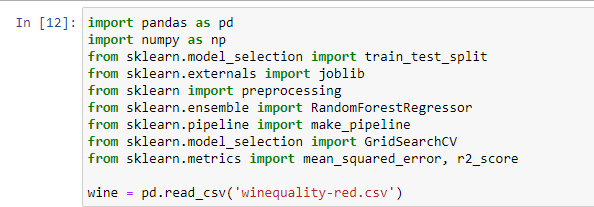 In [12]: import pandas as pd
import numpy as np
from sklearn.model_selection import train_test_split
from sklearn.externals import joblib
from sklearn import preprocessing
from sklearn.ensemble import RandomForestRegressor
from sklearn.pipeline import make_pipeline
from sklearn.model_selection import GridSearchCV
from sklearn.metrics import mean_squared_error, r2_score
wine = pd.read_csv('winequality-red.csv')